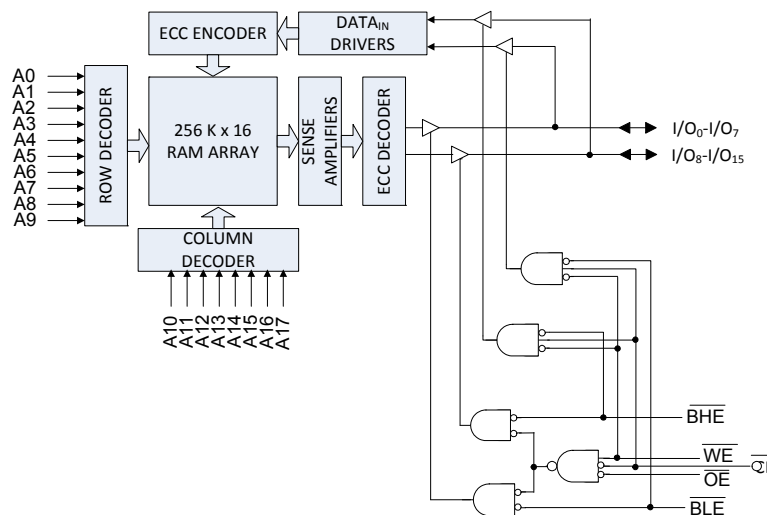 ECC ENCODER
DATAIN
DRIVERS
A0
A1
A2
A3
A4
A5
A6
A7
A8
A9
ROW DECODER
256 K x 16
RAM ARRAY
SENSE
AMPLIFIERS
ECC DECODER
I/O0-I/O7
I/O8-I/O15
COLUMN
DECODER
A10
A11
A12
A13
A14
A15
A16
A17
BHE
WE
OE
BLE